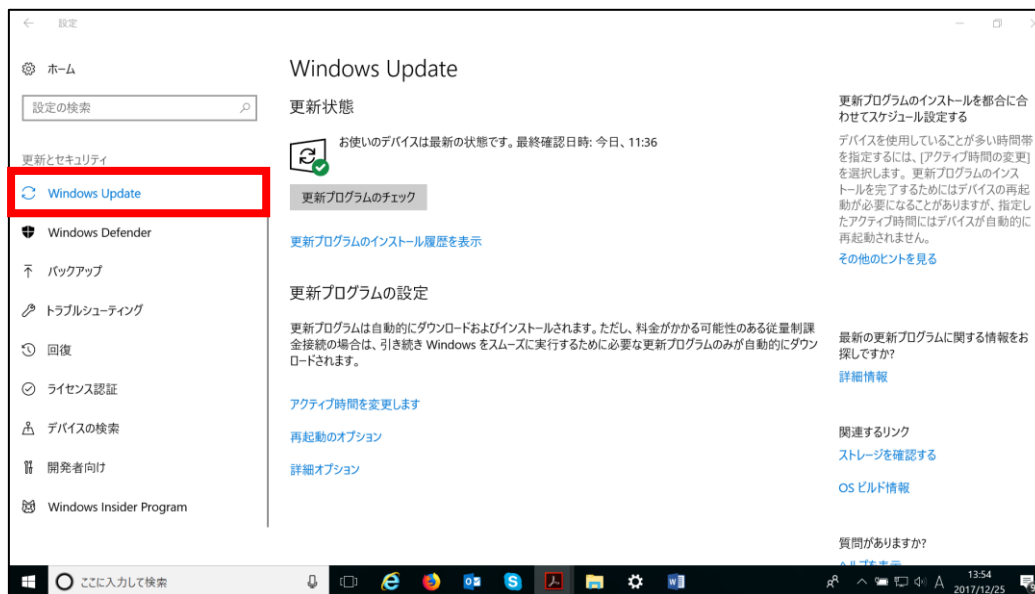 設定
ホーム
設定の検索
更新とセキュリティ
Windows Update
Windows Defender
バックアップ
トラブルシューティング
回復
ライセンス認証
デバイスの検索
開発者向け
Windows Insider Program
Windows Update
更新状態
お使いのデバイスは最新の状態です。最終確認日時: 今日、11:36
更新プログラムのチェック
更新プログラムのインストール履歴を表示
更新プログラムの設定
更新プログラムは自動的にダウンロードおよびインストールされます。ただし、料金がかかる可能性のある従量制課
金接続の場合は、引き続き Windows をスムーズに実行するために必要な更新プログラムのみが自動的にダウン
ロードされます。
アクティブ時間を変更します
再起動のオプション
詳細オプション
更新プログラムのインストールを都合に合
わせてスケジュール設定する
デバイスを使用していることが多い時間帯
を指定するには、[アクティブ時間の変更]
を選択します。更新プログラムのインス
トールを完了するためにはデバイスの再起
動が必要になることがありますが、指定し
たアクティブ時間にはデバイスが自動的に
再起動されません。
その他のヒントを見る
最新の更新プログラムに関する情報をお
探しですか?
詳細情報
関連するリンク
ストレージを確認する
OS ビルド情報
質問がありますか?
ヘルプを表示
ここに入力して検索
A
13:54
2017/12/25